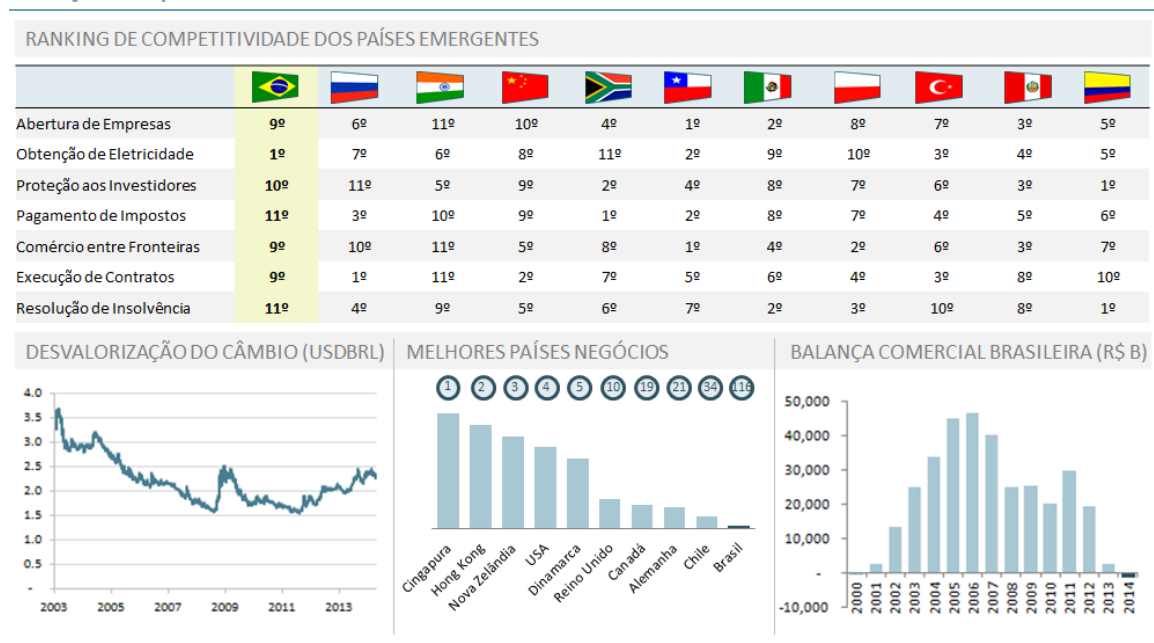 RANKING DE COMPETITIVIDADE DOS PAÍSES EMERGENTES
Abertura de Empresas 9º 6º 11º 10º 4º 1º 2º 8º 7º 3º 5º
Obtenção de Eletricidade 1º 7º 6º 8º 11º 2º 9º 10º 3º 4º 5º
Proteção aos Investidores 10º 11º 5º 9º 2º 4º 8º 7º 6º 3º 1º
Pagamento de Impostos 11º 3º 10º 9º 1º 2º 8º 7º 4º 5º 6º
Comércio entre Fronteiras 9º 10º 11º 5º 8º 1º 4º 2º 6º 3º 7º
Execução de Contratos 9º 1º 11º 2º 7º 5º 6º 4º 3º 8º 10º
Resolução de Insolvência 11º 4º 9º 5º 6º 7º 2º 3º 10º 8º 1º
DESVALORIZAÇÃO DO CÂMBIO (USDBRL)
4.0
3.5
3.0
2.5
2.0
1.5
1.0
0.5
-
2003 2005 2007 2009 2011 2013
MELHORES PAÍSES NEGÓCIOS
1 2 3 4 5 10 19 21 34 116
Cingapura Hong Kong Nova Zelândia USA Dinamarca Reino Unido Canadá Alemanha Chile Brasil
BALANÇA COMERCIAL BRASILEIRA (R$ B)
50,000
40,000
30,000
20,000
10,000
-
-10,000
2000 2001 2002 2003 2004 2005 2006 2007 2008 2009 2010 2011 2012 2013 2014